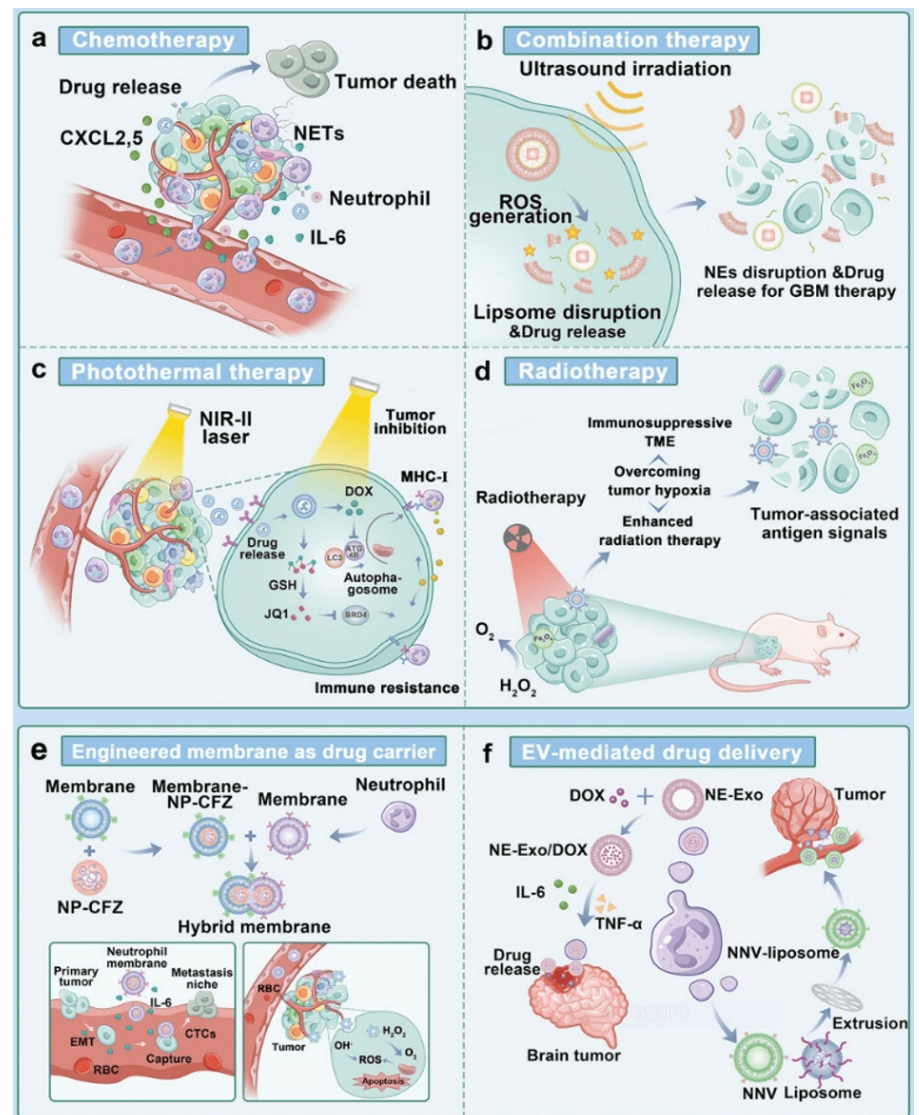 a Chemotherapy
Drug release
Tumor death
CXCL2,5
NETs
Neutrophil
IL-6
b Combination therapy
Ultrasound irradiation
ROS
generation
Lipsome disruption
&Drug release
NEs disruption &Drug
release for GBM therapy
c Photothermal therapy
NIR-II
laser
Tumor
inhibition
MHC-I
DOX
Drug
release
LC3
ATG
4B
GSH
Autopha-
gosome
JQ1
BRD4
Immune resistance
d Radiotherapy
Immunosuppressive
TME
Overcoming
tumor hypoxia
Enhanced
radiation therapy
Fe3O4
Fe3O4
Tumor-associated
antigen signals
Radiotherapy
O2
Fe3O4
H2O2
e Engineered membrane as drug carrier
Membrane
Membrane-
NP-CFZ
Membrane
Neutrophil
+
+
NP-CFZ
Hybrid membrane
Primary
tumor
Neutrophil
membrane
Metastasis
niche
IL-6
EMT
CTCs
Capture
RBC
RBC
Tumor
H2O2
OH·
O2
ROS
Apoptosis
f EV-mediated drug delivery
DOX
+
NE-Exo
Tumor
NE-Exo/DOX
IL-6
TNF-α
Drug
release
NNV-liposome
Extrusion
Brain tumor
NNV
Liposome